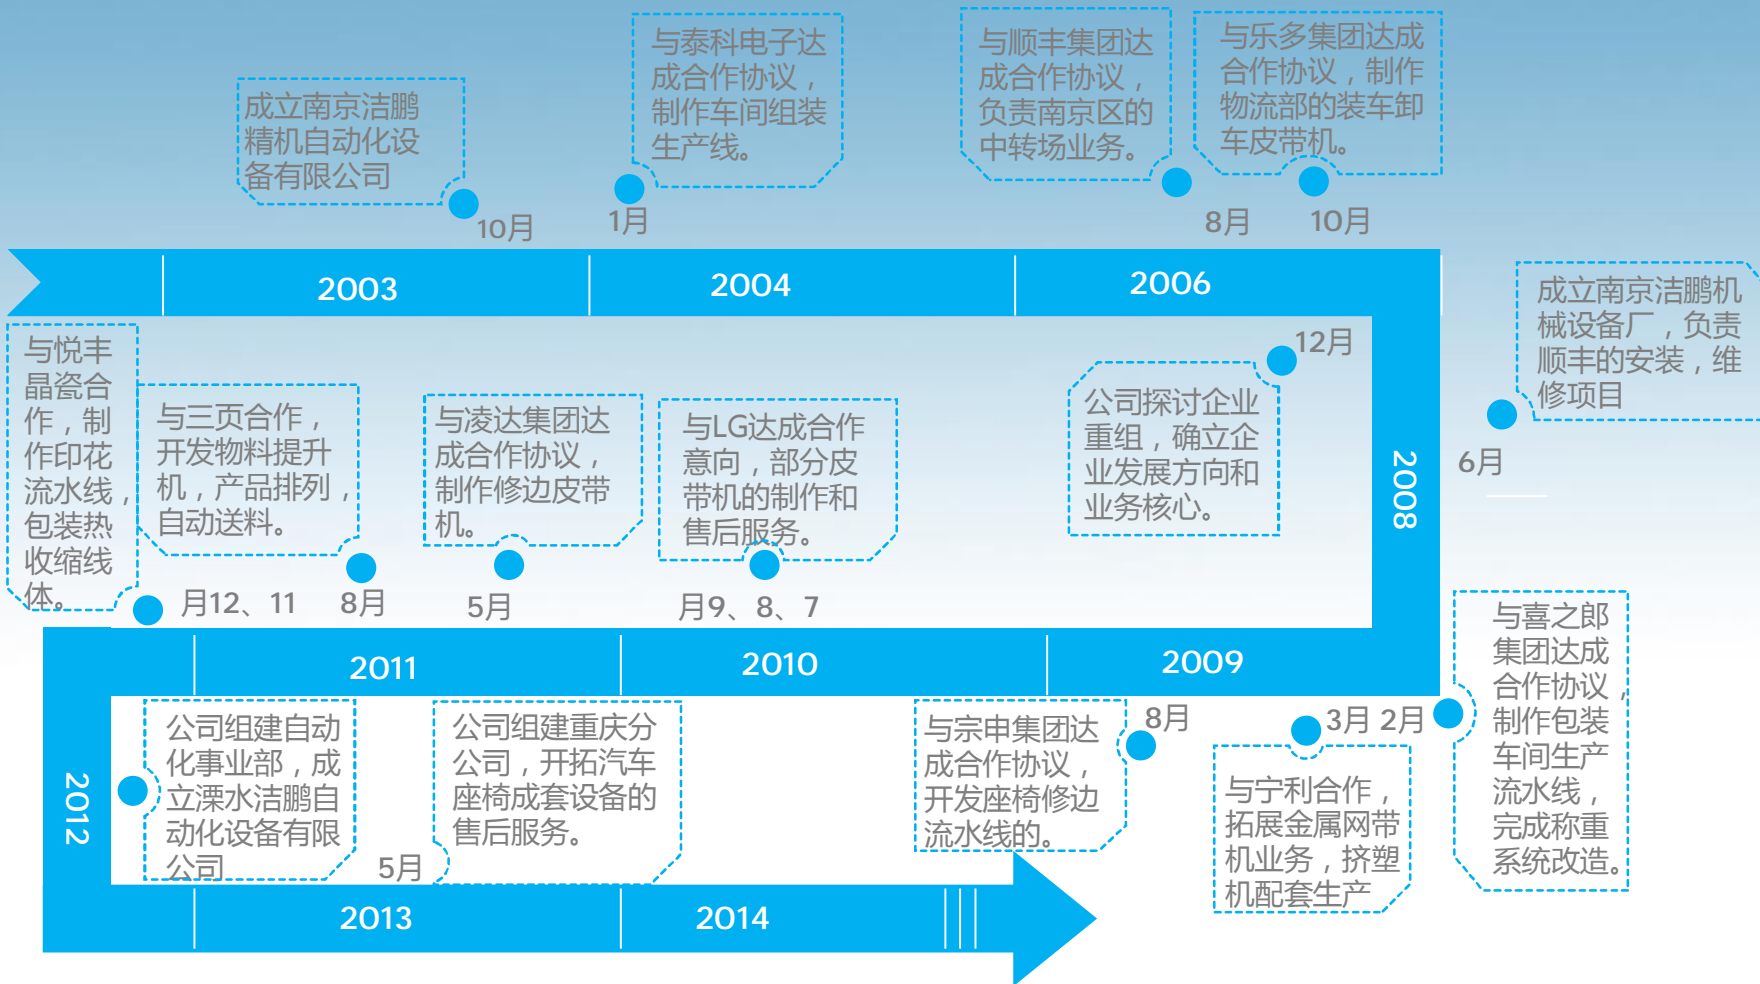 成立南京洁鹏
精机自动化设
备有限公司
10月
与泰科电子达
成合作协议，
制作车间组装
生产线。
1月
与顺丰集团达
成合作协议，
负责南京区的
中转场业务。
8月
与乐多集团达成
合作协议，制作
物流部的装车卸
车皮带机。
10月
2003
2004
2006
成立南京洁鹏机
械设备厂，负责
顺丰的安装，维
修项目
6月
2008
12月
公司探讨企业
重组，确立企
业发展方向和
业务核心。
与LG达成合作
意向，部分皮
带机的制作和
售后服务。
月9、8、7
与凌达集团达
成合作协议，
制作修边皮带
机。
5月
与三页合作，
开发物料提升
机，产品排列，
自动送料。
8月
与悦丰
晶瓷合
作，制
作印花
流水线，
包装热
收缩线
体。
月12、11
2011
2010
2009
与喜之郎
集团达成
合作协议，
制作包装
车间生产
流水线，
完成称重
系统改造。
3月 2月
与宁利合作，
拓展金属网带
机业务，挤塑
机配套生产
8月
与宗申集团达
成合作协议，
开发座椅修边
流水线的。
2012
公司组建自动
化事业部，成
立溧水洁鹏自
动化设备有限
公司
5月
公司组建重庆分
公司，开拓汽车
座椅成套设备的
售后服务。
2013
2014